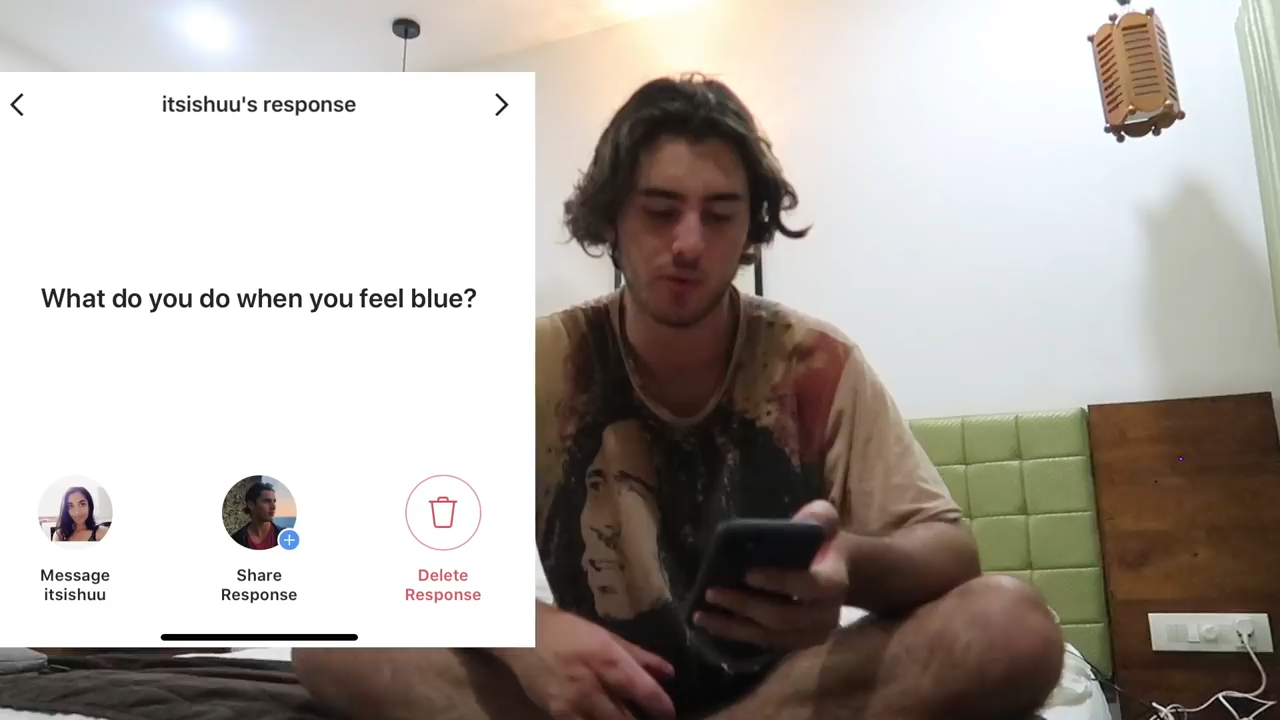 itsishuu's response
What do you do when you feel blue?
Message
itsishuu
Share
Response
Delete
Response